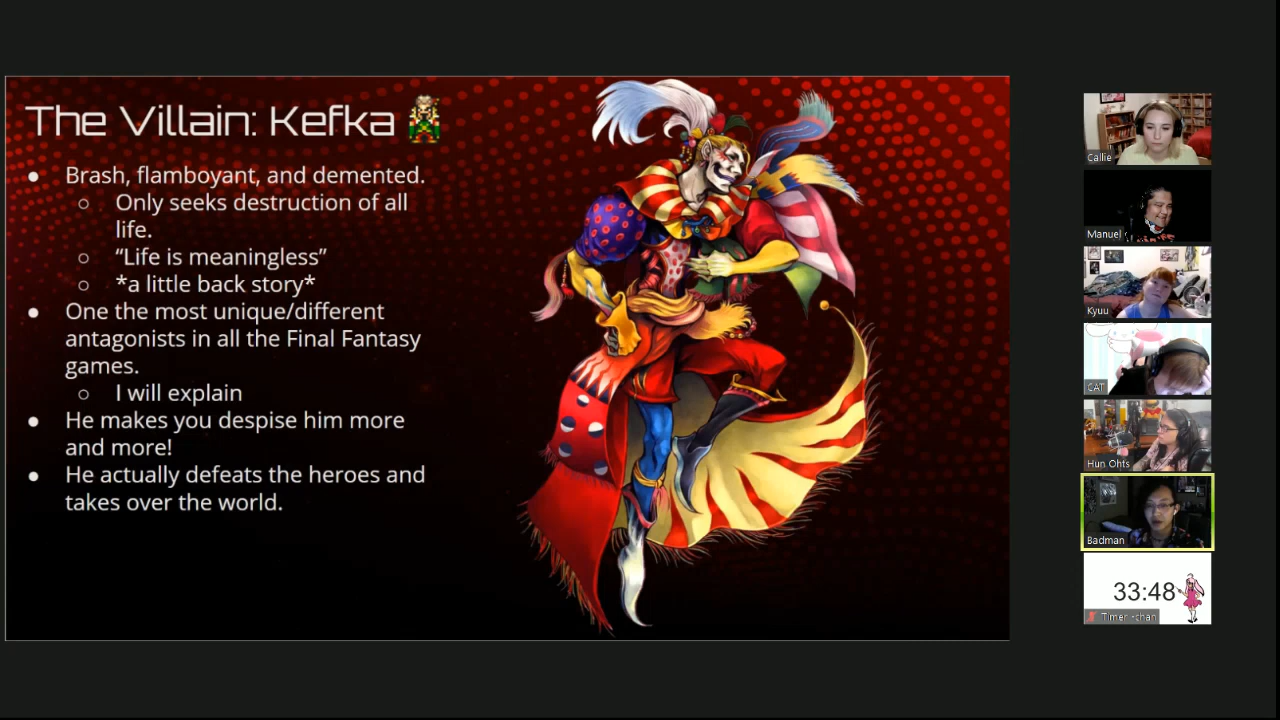 The Villain: Kefka
● Brash, flamboyant, and demented.
○ Only seeks destruction of all
life.
○ “Life is meaningless”
○ *a little back story*
● One the most unique/different
antagonists in all the Final Fantasy
games.
○ I will explain
● He makes you despise him more
and more!
● He actually defeats the heroes and
takes over the world.
Callie
Manuel
Kyuu
CAT
Hun Ohts
Badman
33:48
Timer -chan